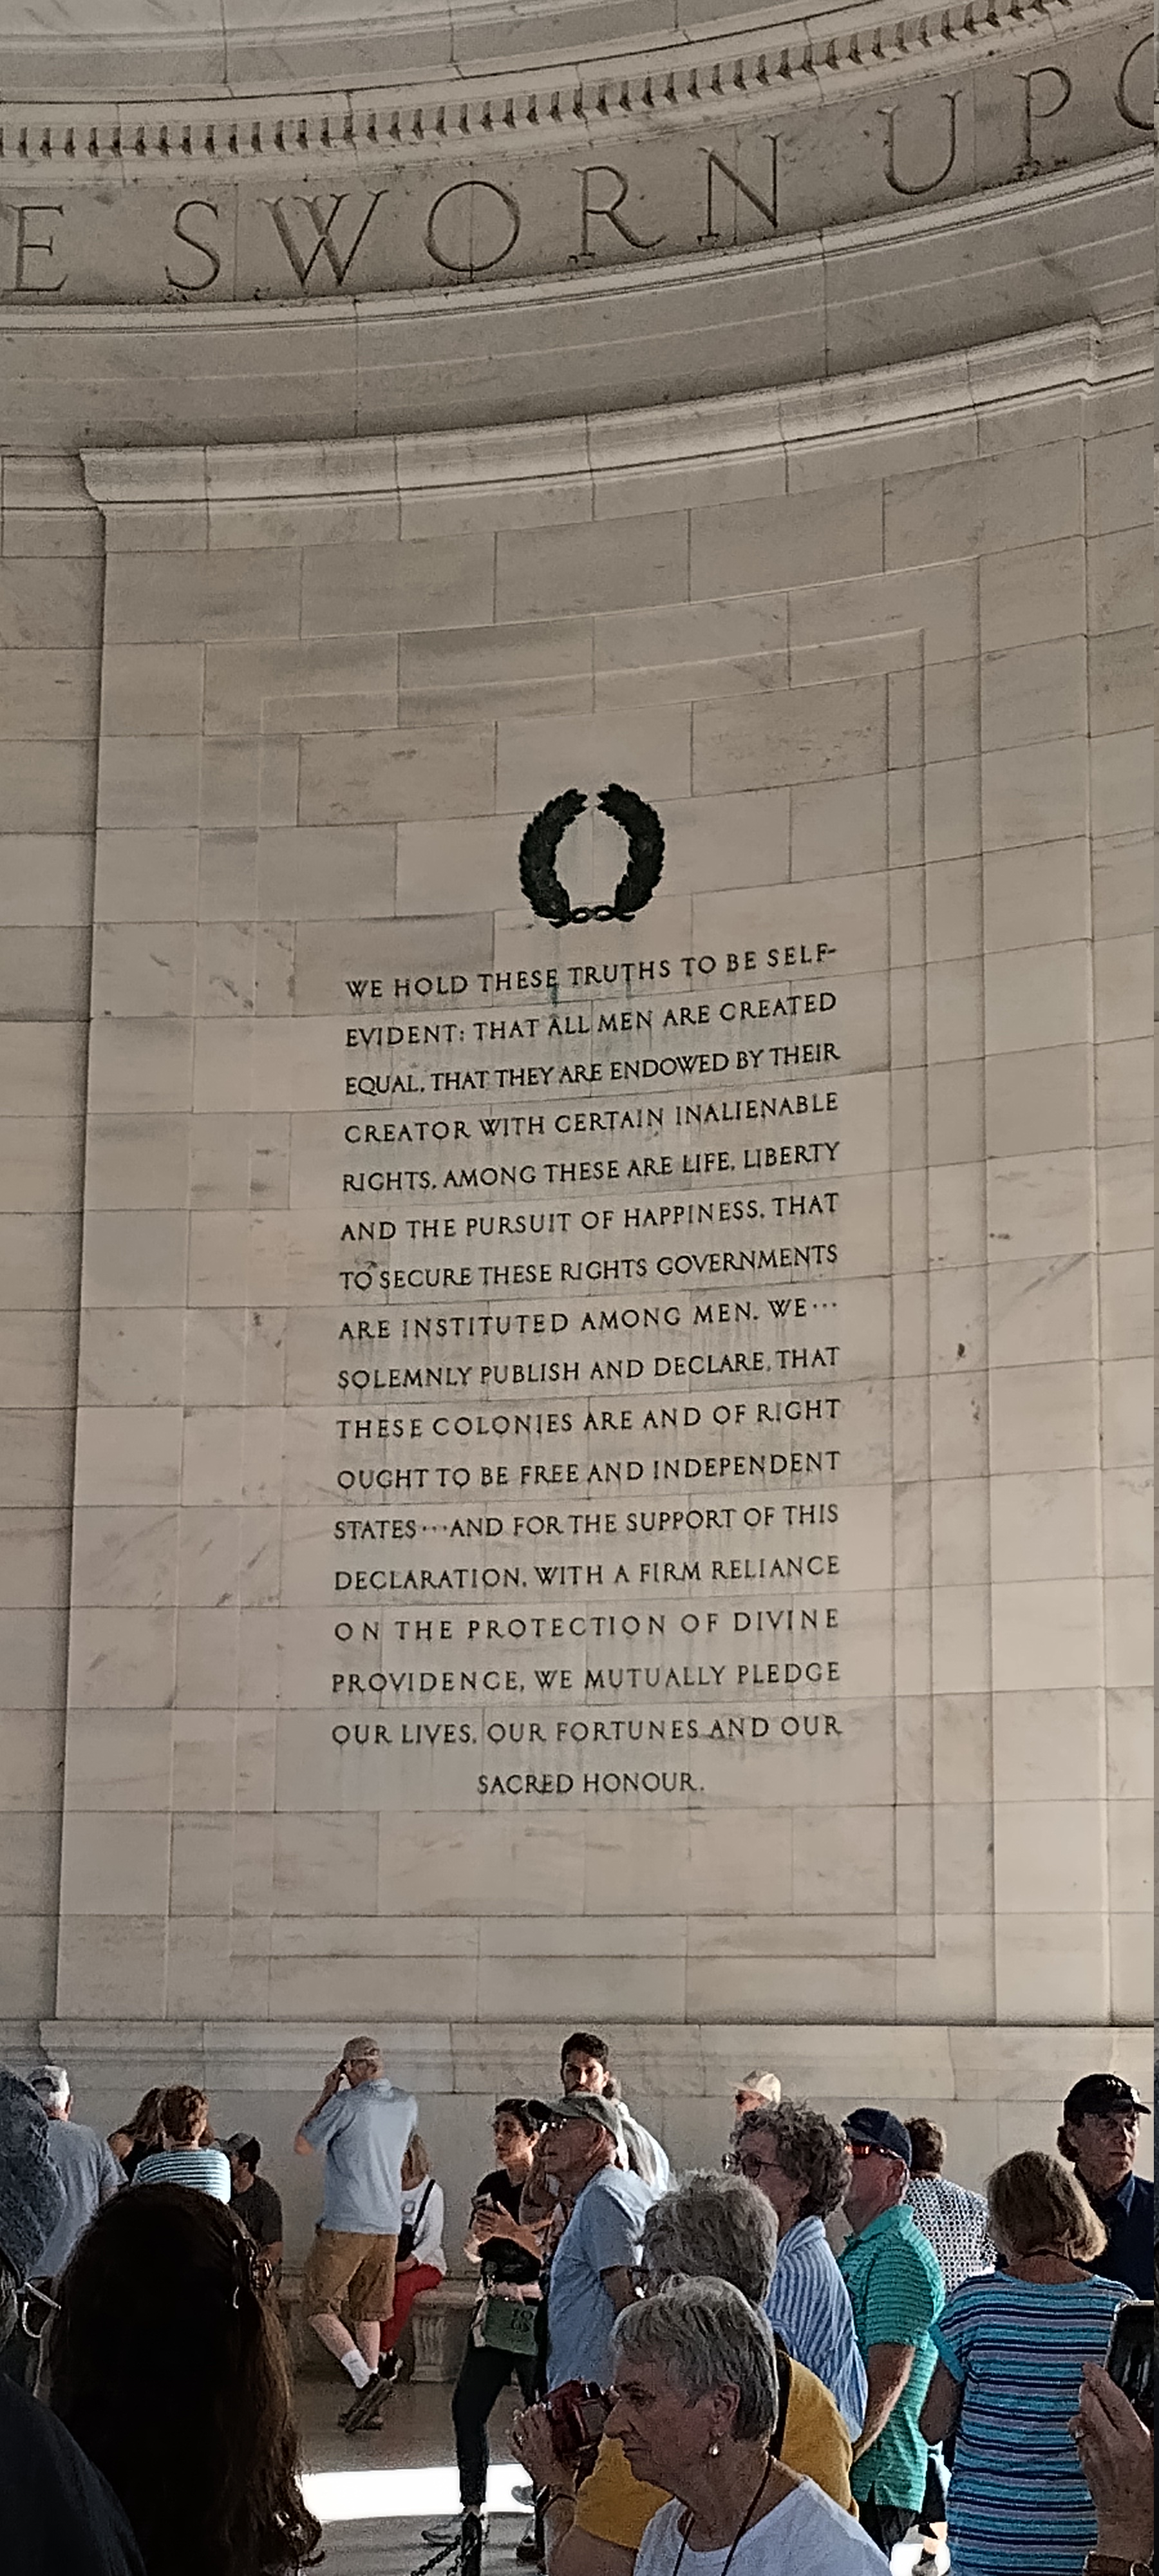 E SWORN UPO
WE HOLD THESE TRUTHS TO BE SELF-
EVIDENT: THAT ALL MEN ARE CREATED
EQUAL, THAT THEY ARE ENDOWED BY THEIR
CREATOR WITH CERTAIN INALIENABLE
RIGHTS, AMONG THESE ARE LIFE, LIBERTY
AND THE PURSUIT OF HAPPINESS, THAT
TO SECURE THESE RIGHTS GOVERNMENTS
ARE INSTITUTED AMONG MEN. WE···
SOLEMNLY PUBLISH AND DECLARE, THAT
THESE COLONIES ARE AND OF RIGHT
OUGHT TO BE FREE AND INDEPENDENT
STATES···AND FOR THE SUPPORT OF THIS
DECLARATION, WITH A FIRM RELIANCE
ON THE PROTECTION OF DIVINE
PROVIDENCE, WE MUTUALLY PLEDGE
OUR LIVES, OUR FORTUNES AND OUR
SACRED HONOUR.